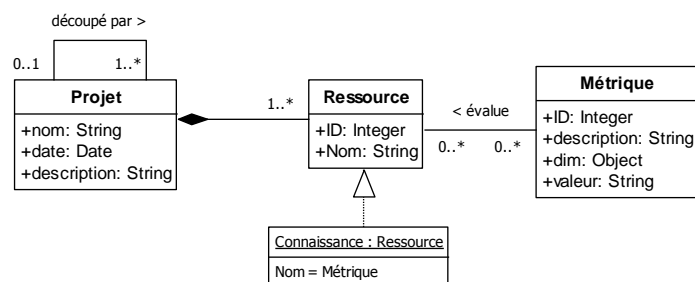 découpé par >
0..1
1..*
Projet
+nom: String
+date: Date
+description: String
1..*
Ressource
+ID: Integer
+Nom: String
< évalue
0..*
0..*
Métrique
+ID: Integer
+description: String
+dim: Object
+valeur: String
Connaissance : Ressource
Nom = Métrique